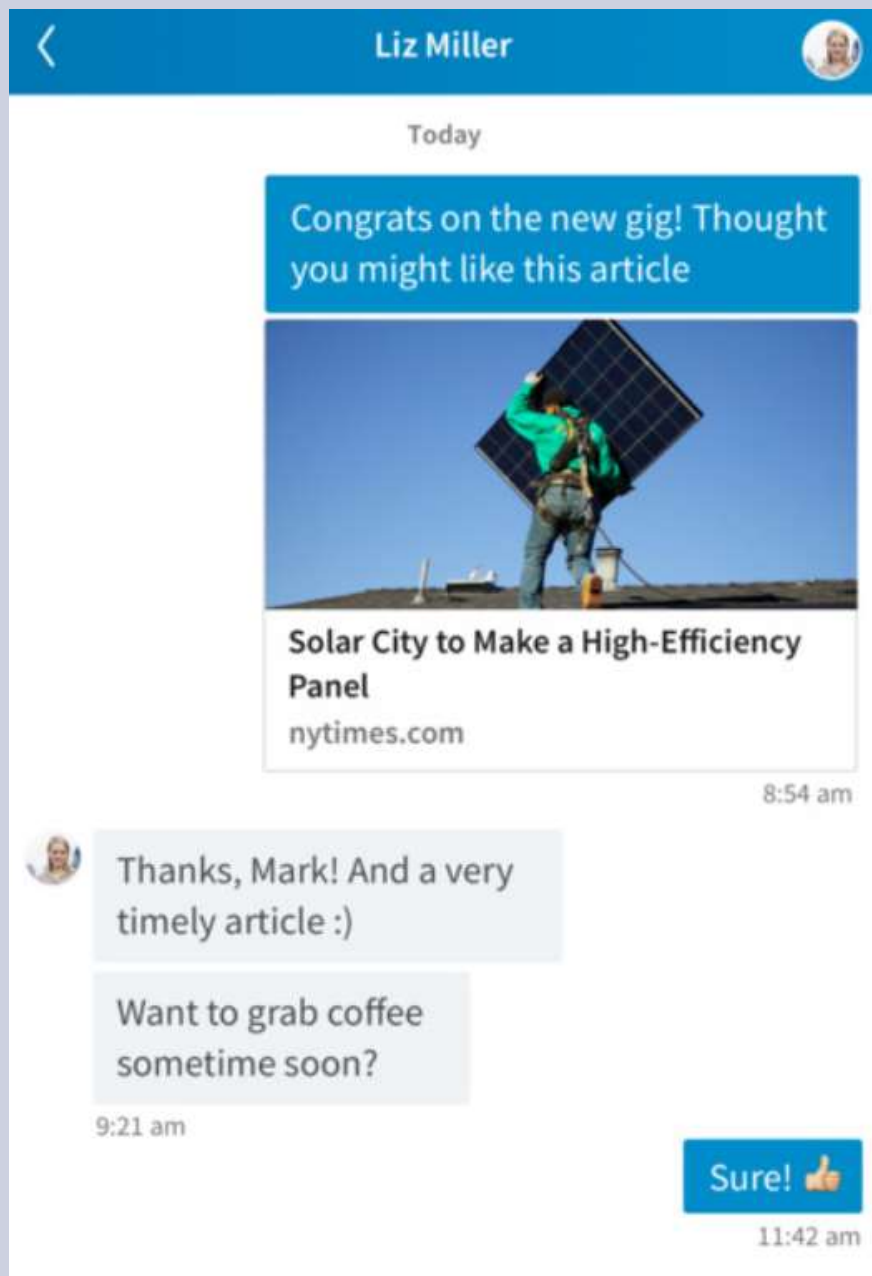 Liz Miller
Today
Congrats on the new gig! Thought
you might like this article
Solar City to Make a High-Efficiency
Panel
nytimes.com
8:54 am
Thanks, Mark! And a very
timely article :)
Want to grab coffee
sometime soon?
9:21 am
Sure! 👍🏼
11:42 am